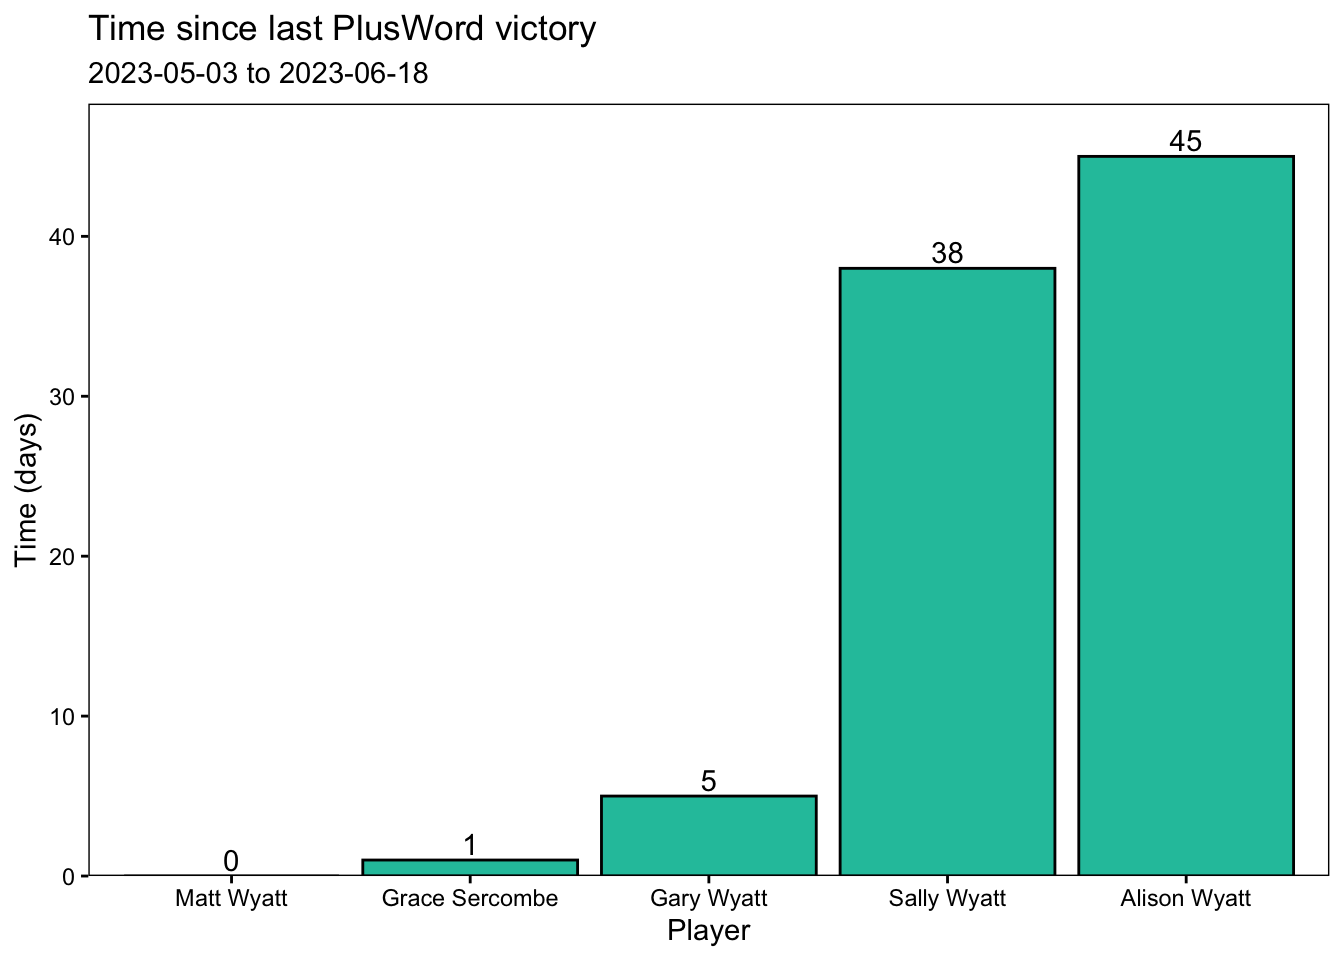 Time since last PlusWord victory
2023-05-03 to 2023-06-18
Time (days)
40
30
20
10
0
0
1
5
38
45
Matt Wyatt
Grace Sercombe
Gary Wyatt
Sally Wyatt
Alison Wyatt
Player